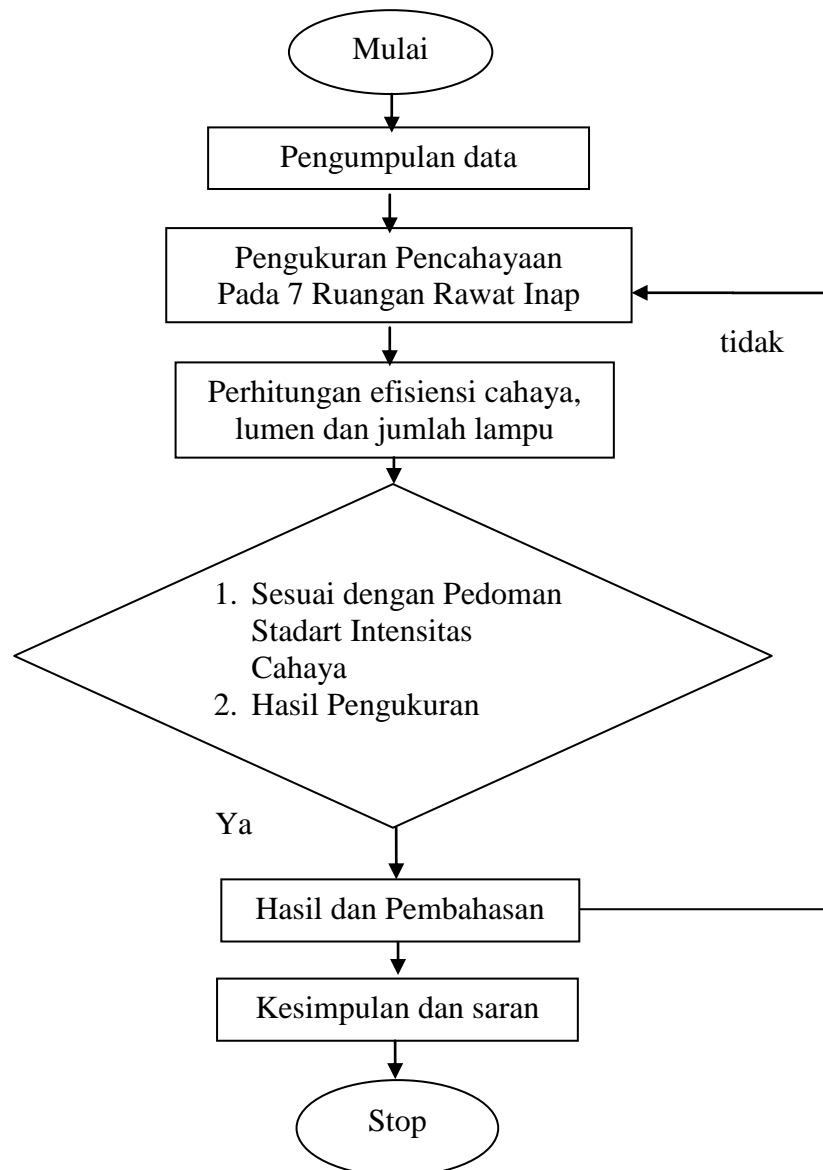 Mulai
Pengumpulan data
Pengukuran Pencahayaan
Pada 7 Ruangan Rawat Inap
tidak
Perhitungan efisiensi cahaya,
lumen dan jumlah lampu
1. Sesuai dengan Pedoman
Stadart Intensitas
Cahaya
2. Hasil Pengukuran
Ya
Hasil dan Pembahasan
Kesimpulan dan saran
Stop